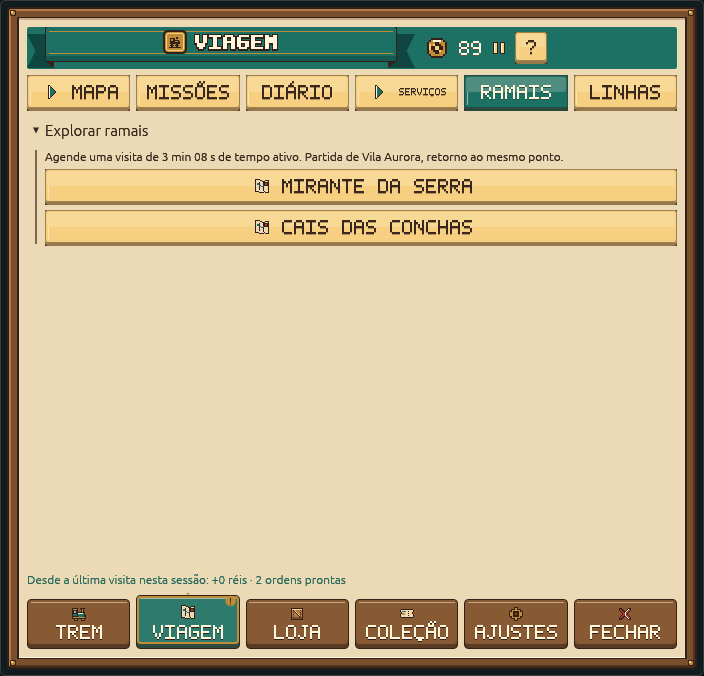 VIAGEM
89
?
MAPA
MISSÕES
DIÁRIO
SERVIÇOS
RAMAIS
LINHAS
Explorar ramais
Agende uma visita de 3 min 08 s de tempo ativo. Partida de Vila Aurora, retorno ao mesmo ponto.
MIRANTE DA SERRA
CAIS DAS CONCHAS
Desde a última visita nesta sessão: +0 réis · 2 ordens prontas
!
TREM
VIAGEM
LOJA
COLEÇÃO
AJUSTES
FECHAR